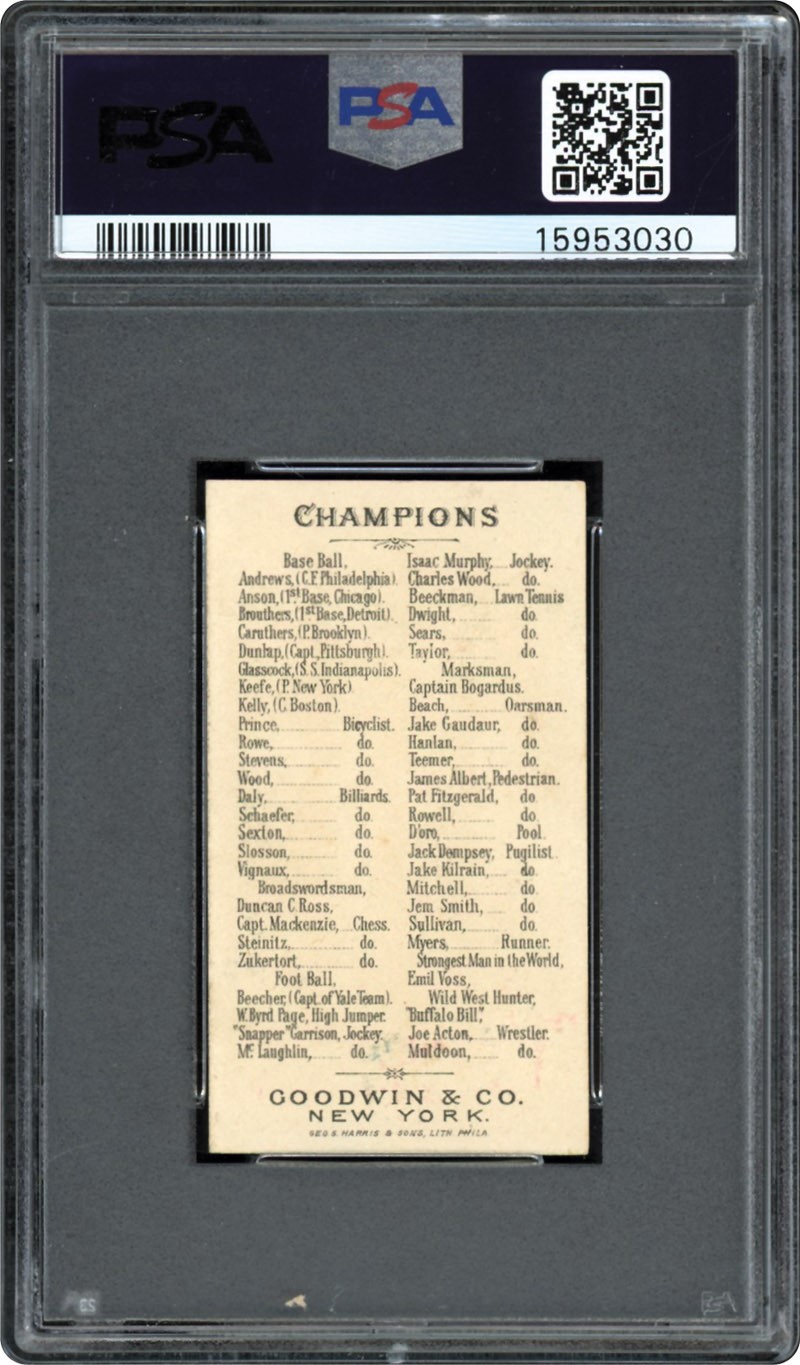 PSA
PSA
15953030
CHAMPIONS
Base Ball,
Andrews, (C.F. Philadelphia).
Anson, (1st Base, Chicago).
Brouthers, (1st Base, Detroit).
Caruthers, (P. Brooklyn).
Dunlap, (Capt., Pittsburgh).
Glasscock, (S.S. Indianapolis).
Keefe, (P. New York)
Kelly, (C. Boston).
Prince, Bicyclist.
Rowe, do.
Stevens, do.
Wood, do.
Daly, Billiards.
Schaefer, do
Sexton, do.
Slosson, do.
Vignaux, do.
Broadswordsman,
Duncan C. Ross,
Capt. Mackenzie, Chess.
Steinitz, do.
Zukertort, do.
Foot Ball,
Beecher, (Capt. of Yale Team).
W. Byrd Page, High Jumper.
"Snapper" Garrison, Jockey.
Mc Laughlin, do.
Isaac Murphy, Jockey.
Charles Wood, do.
Beeckman, Lawn Tennis
Dwight, do.
Sears, do.
Taylor, do.
Marksman,
Captain Bogardus.
Beach, Oarsman.
Jake Gaudaur, do.
Hanlan, do.
Teemer, do.
James Albert, Pedestrian.
Pat Fitzgerald, do
Rowell, do.
D'oro, Pool.
Jack Dempsey, Pugilist.
Jake Kilrain, do.
Mitchell, do.
Jem Smith, do.
Sullivan, do.
Myers, Runner.
Strongest Man in the World,
Emil Voss,
Wild West Hunter,
"Buffalo Bill",
Joe Acton, Wrestler.
Muldoon, do.
GOODWIN & CO.
NEW YORK.
GEO S. HARRIS & SONS, LITH PHILA